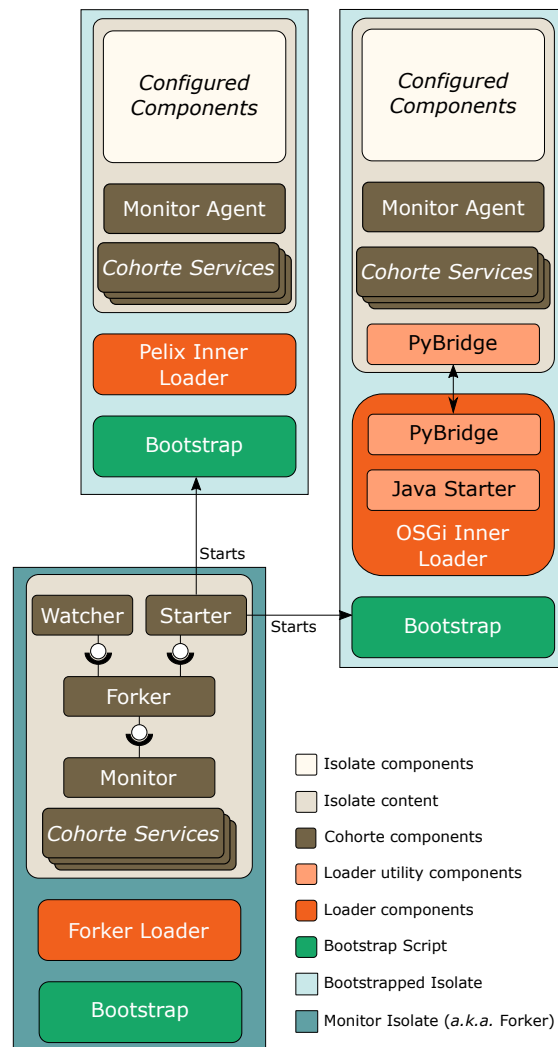 Configured
Components
Monitor Agent
Cohorte Services
Pelix Inner
Loader
Bootstrap
Configured
Components
Monitor Agent
Cohorte Services
PyBridge
PyBridge
Java Starter
OSGi Inner
Loader
Bootstrap
Starts
Starts
Watcher
Starter
Forker
Monitor
Cohorte Services
Forker Loader
Bootstrap
Isolate components
Isolate content
Cohorte components
Loader utility components
Loader components
Bootstrap Script
Bootstrapped Isolate
Monitor Isolate (a.k.a. Forker)